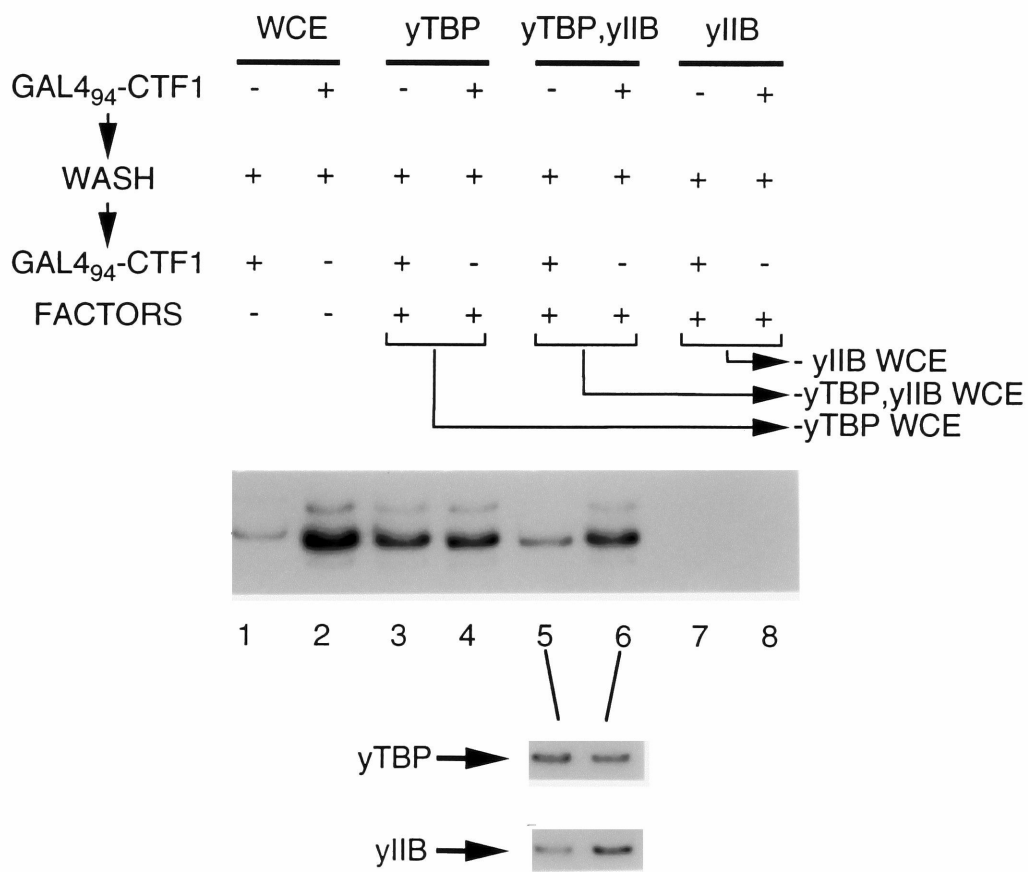 WCE yTBP yTBP,yIIB yIIB
GAL4₉₄-CTF1 - + - + - + - +
WASH + + + + + + + +
GAL4₉₄-CTF1 + - + - + - + -
FACTORS - - + + + + + +
- yIIB WCE
-yTBP,yIIB WCE
-yTBP WCE
1 2 3 4 5 6 7 8
yTBP
yIIB